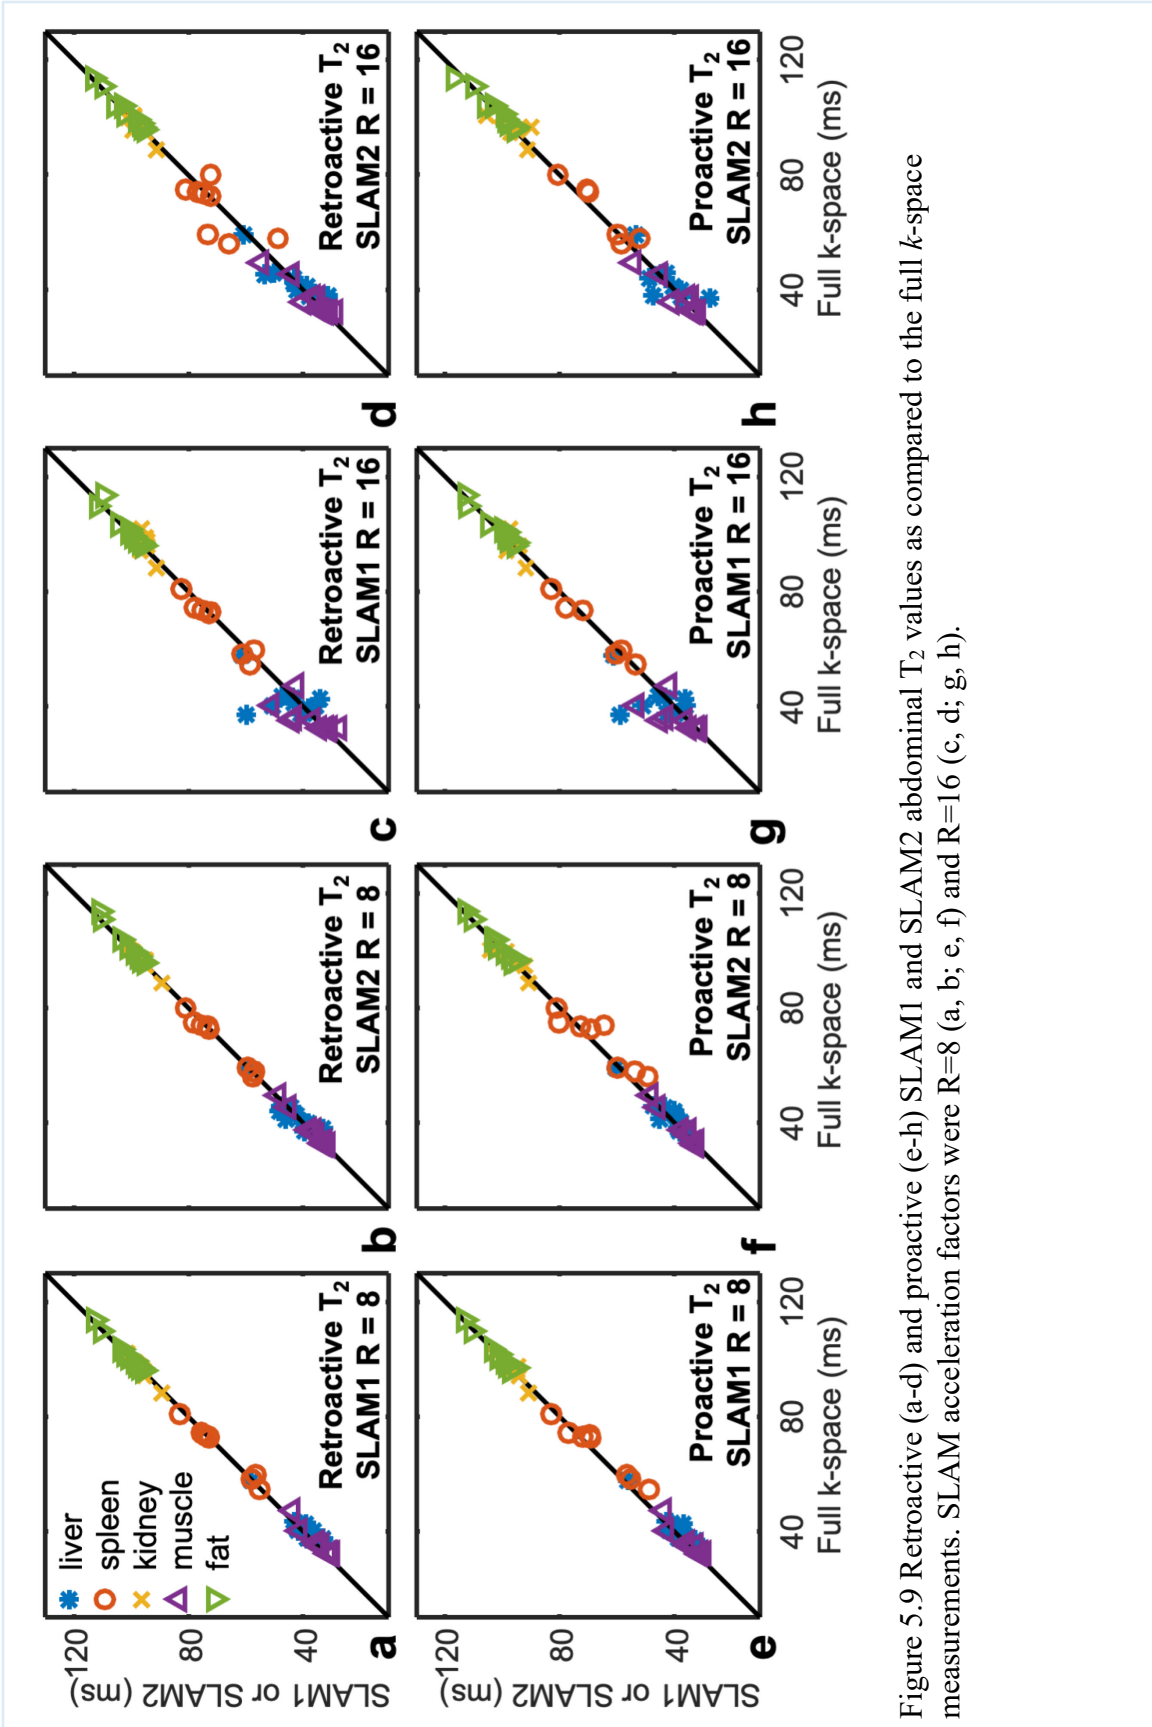 120
80
40
SLAM1 or SLAM2 (ms)
liver
spleen
kidney
muscle
fat
Retroactive T₂
SLAM1 R = 8
a
Retroactive T₂
SLAM2 R = 8
b
Retroactive T₂
SLAM1 R = 16
c
Retroactive T₂
SLAM2 R = 16
d
120
80
40
SLAM1 or SLAM2 (ms)
Proactive T₂
SLAM1 R = 8
e
40 80 120
Full k-space (ms)
Proactive T₂
SLAM2 R = 8
f
40 80 120
Full k-space (ms)
Proactive T₂
SLAM1 R = 16
g
40 80 120
Full k-space (ms)
Proactive T₂
SLAM2 R = 16
h
40 80 120
Full k-space (ms)
Figure 5.9 Retroactive (a-d) and proactive (e-h) SLAM1 and SLAM2 abdominal T₂ values as compared to the full k-space
measurements. SLAM acceleration factors were R=8 (a, b; e, f) and R=16 (c, d; g, h).